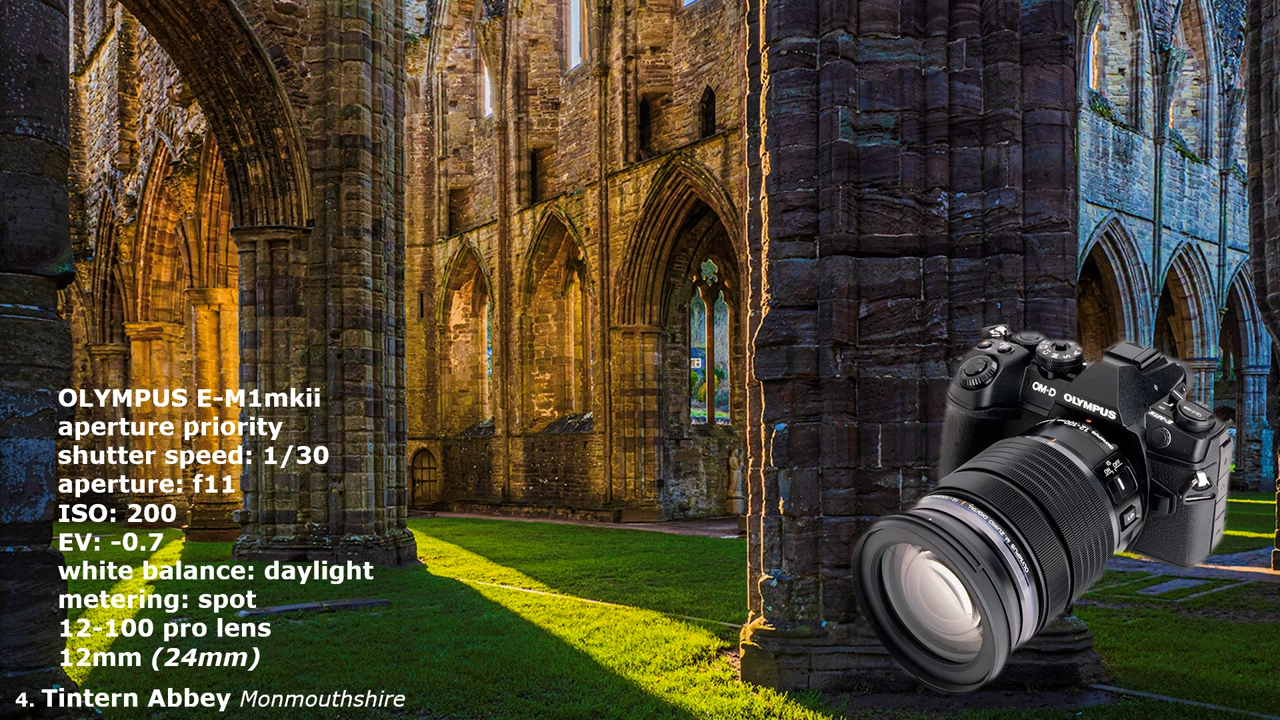 OLYMPUS E-M1mkii
aperture priority
shutter speed: 1/30
aperture: f11
ISO: 200
EV: -0.7
white balance: daylight
metering: spot
12-100 pro lens
12mm (24mm)
4. Tintern Abbey Monmouthshire
OM-D OLYMPUS